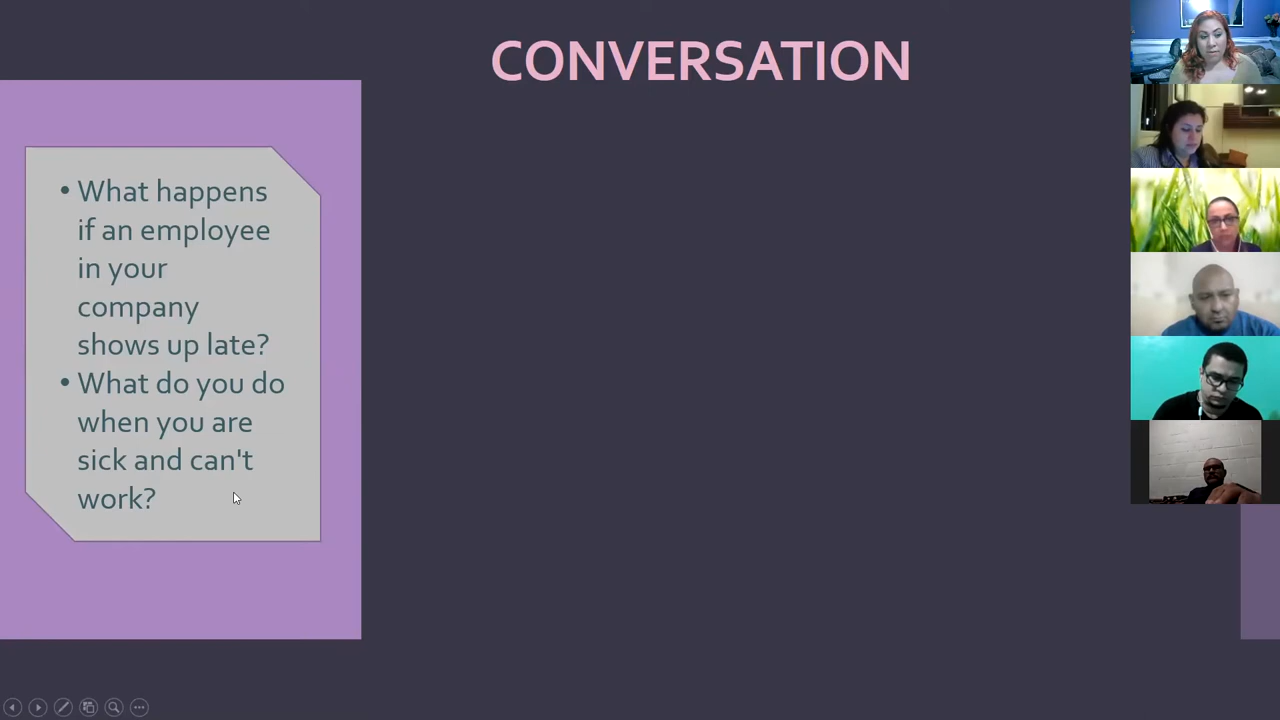 CONVERSATION
• What happens
if an employee
in your
company
shows up late?
• What do you do
when you are
sick and can't
work?